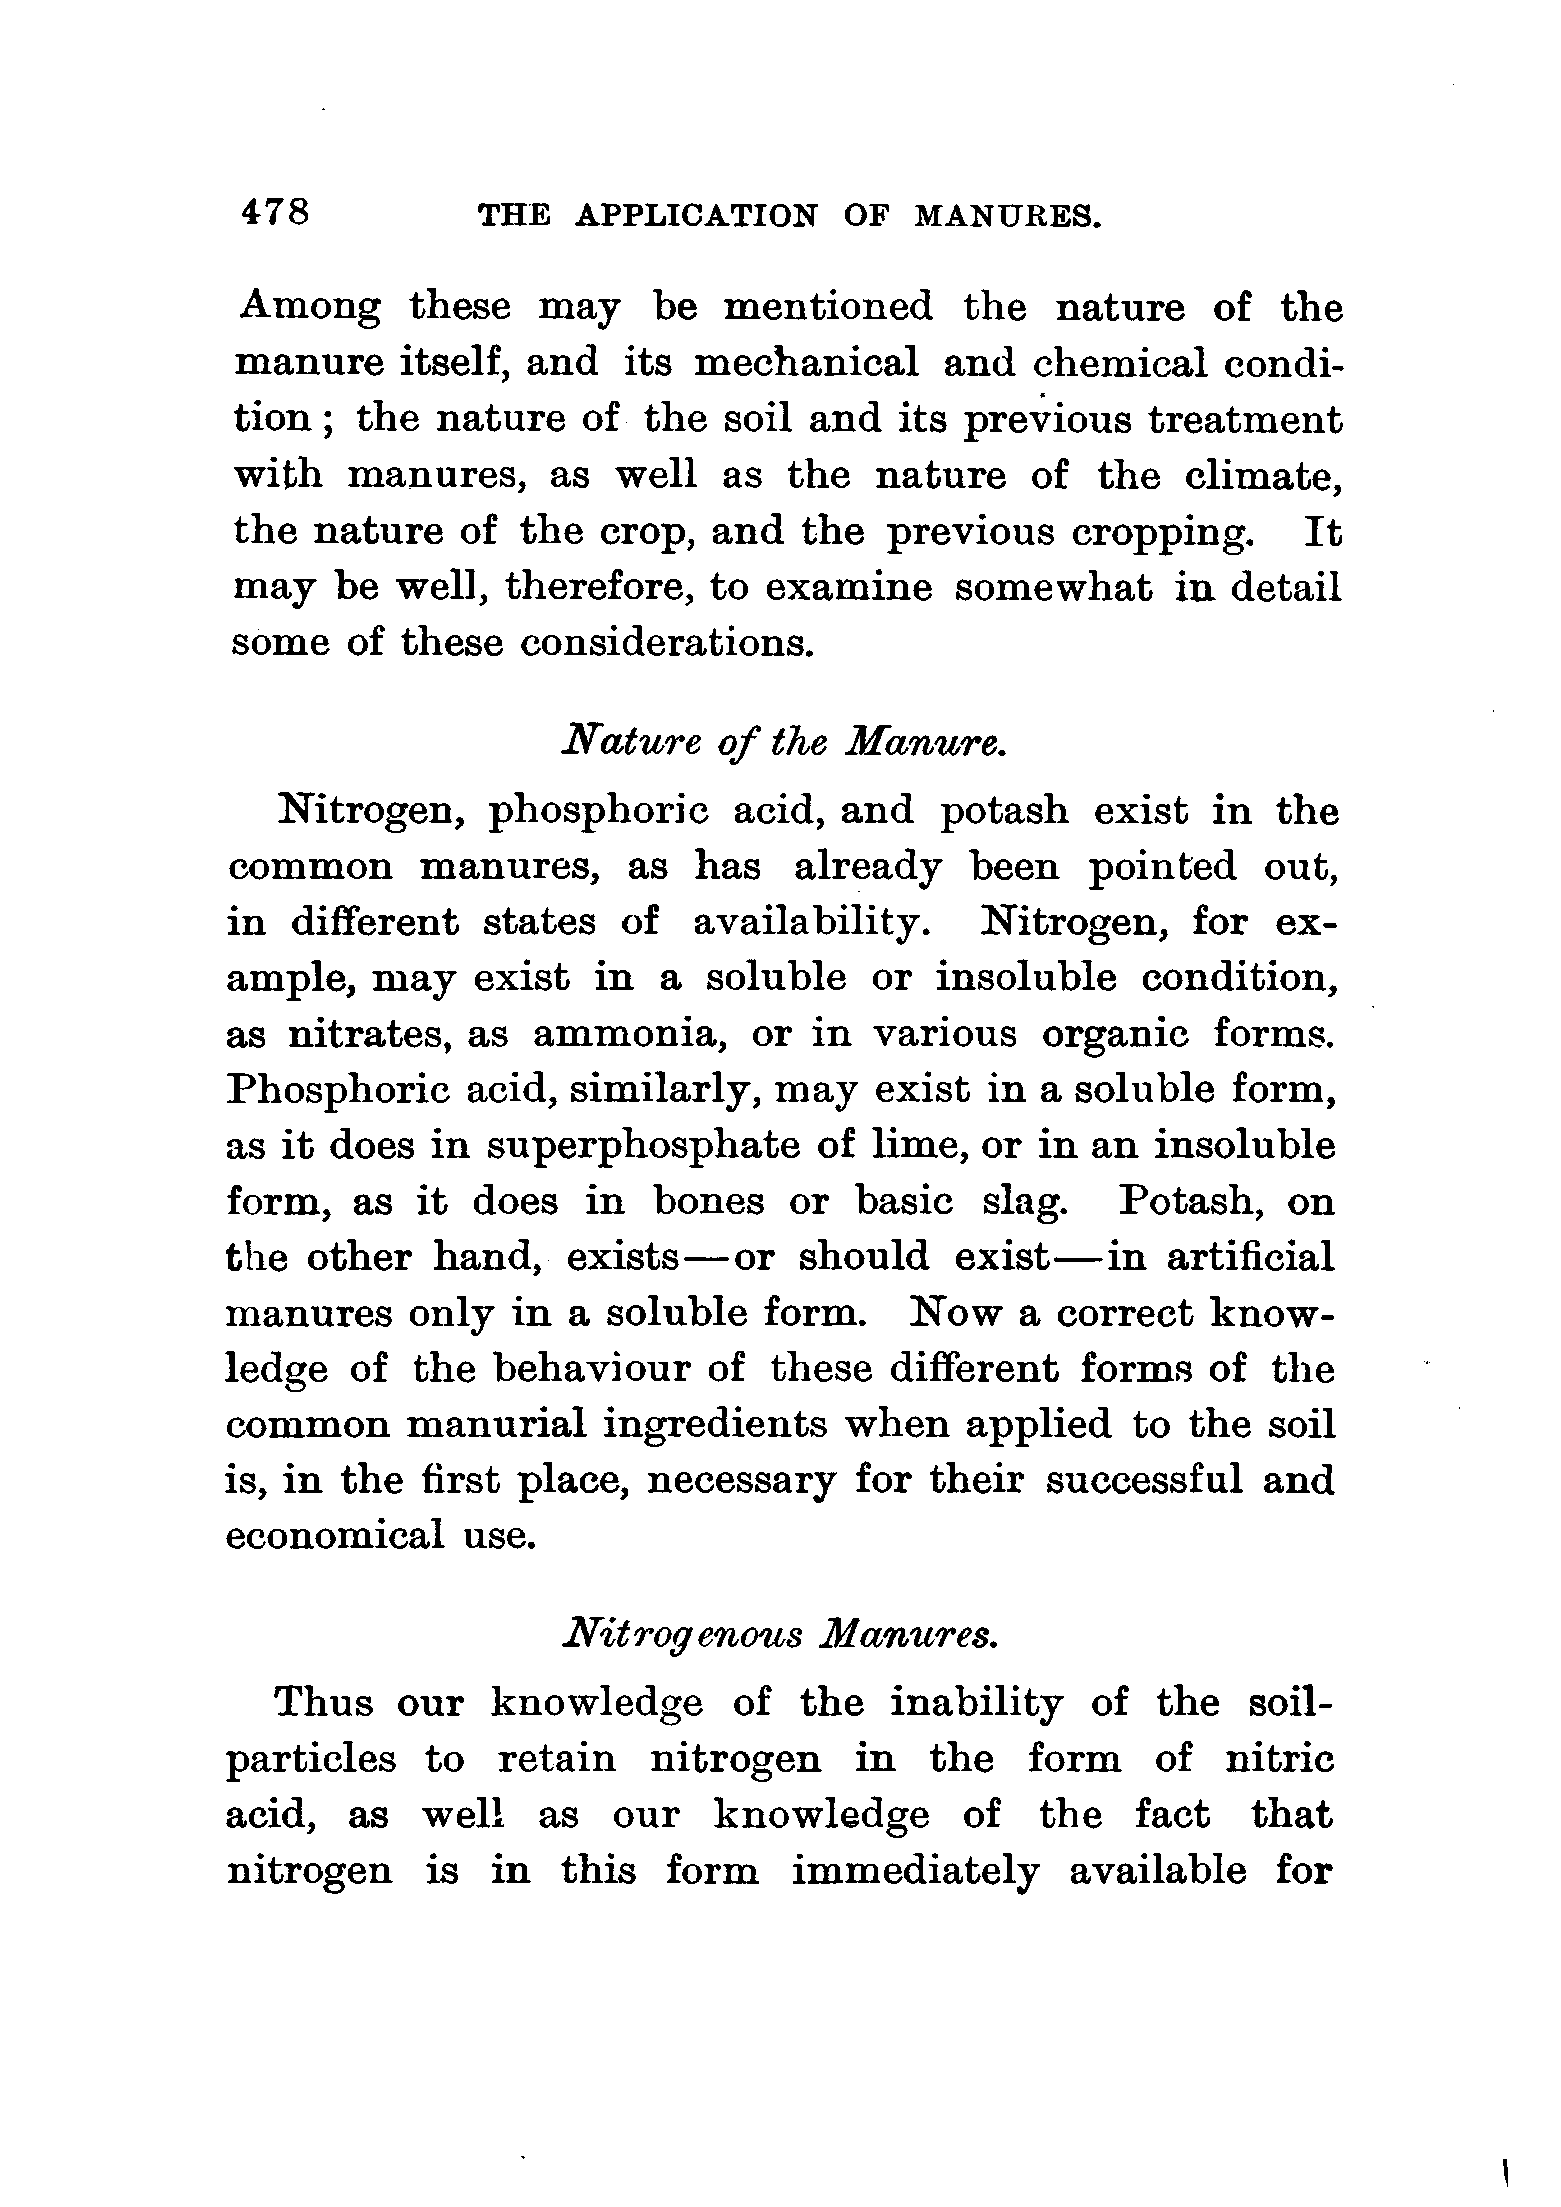 478 THE APPLICATION OF MANURES.
Among these may be mentioned the nature of the
manure itself, and its mechanical and chemical condi-
tion ; the nature of the soil and its previous treatment
with manures, as well as the nature of the climate,
the nature of the crop, and the previous cropping. It
may be well, therefore, to examine somewhat in detail
some of these considerations.
Nature of the Manure.
Nitrogen, phosphoric acid, and potash exist in the
common manures, as has already been pointed out,
in different states of availability. Nitrogen, for ex-
ample, may exist in a soluble or insoluble condition,
as nitrates, as ammonia, or in various organic forms.
Phosphoric acid, similarly, may exist in a soluble form,
as it does in superphosphate of lime, or in an insoluble
form, as it does in bones or basic slag. Potash, on
the other hand, exists—or should exist—in artificial
manures only in a soluble form. Now a correct know-
ledge of the behaviour of these different forms of the
common manurial ingredients when applied to the soil
is, in the first place, necessary for their successful and
economical use.
Nitrogenous Manures.
Thus our knowledge of the inability of the soil-
particles to retain nitrogen in the form of nitric
acid, as well as our knowledge of the fact that
nitrogen is in this form immediately available for